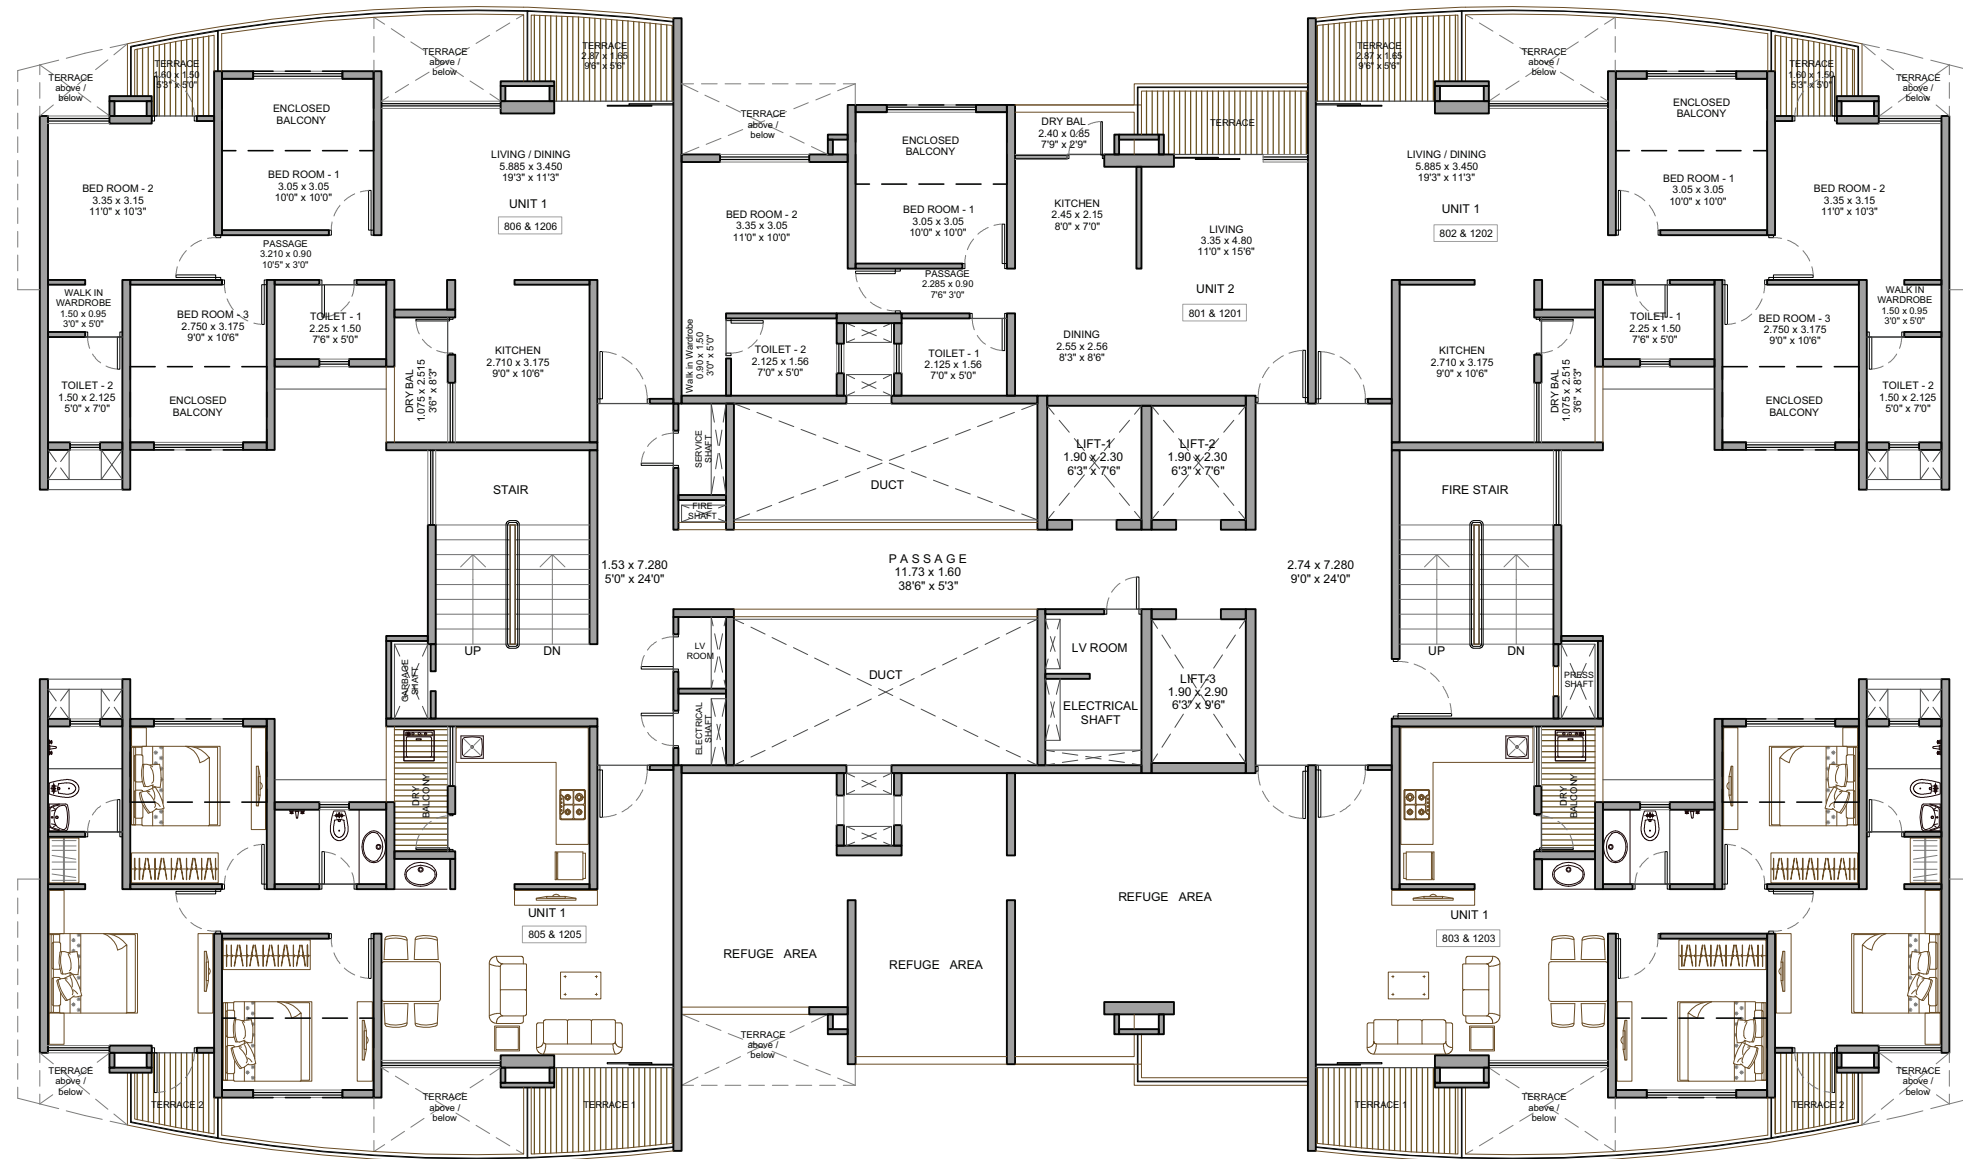 TERRACE
above /
below
TERRACE
1.60 x 1.50
5'3" x 5'0"
TERRACE
above /
below
TERRACE
2.87 x 1.65
9'6" x 5'6"
ENCLOSED
BALCONY
BED ROOM - 1
3.05 x 3.05
10'0" x 10'0"
BED ROOM - 2
3.35 x 3.15
11'0" x 10'3"
LIVING / DINING
5.885 x 3.450
19'3" x 11'3"
UNIT 1
806 & 1206
PASSAGE
3.210 x 0.90
10'5" x 3'0"
WALK IN
WARDROBE
1.50 x 0.95
3'0" x 5'0"
BED ROOM - 3
2.750 x 3.175
9'0" x 10'6"
ENCLOSED
BALCONY
TOILET - 1
2.25 x 1.50
7'6" x 5'0"
TOILET - 2
1.50 x 2.125
5'0" x 7'0"
DRY BAL
1.075 x 2.515
3'6" x 8'3"
KITCHEN
2.710 x 3.175
9'0" x 10'6"
TERRACE
above /
below
ENCLOSED
BALCONY
BED ROOM - 1
3.05 x 3.05
10'0" x 10'0"
BED ROOM - 2
3.35 x 3.05
11'0" x 10'0"
DRY BAL
2.40 x 0.85
7'9" x 2'9"
TERRACE
KITCHEN
2.45 x 2.15
8'0" x 7'0"
LIVING
3.35 x 4.80
11'0" x 15'6"
PASSAGE
2.285 x 0.90
7'6" 3'0"
UNIT 2
801 & 1201
DINING
2.55 x 2.56
8'3" x 8'6"
Walk in Wardrobe
0.90 x 1.50
3'0" x 5'0"
TOILET - 2
2.125 x 1.56
7'0" x 5'0"
TOILET - 1
2.125 x 1.56
7'0" x 5'0"
TERRACE
2.87 x 1.65
9'6" x 5'6"
TERRACE
above /
below
TERRACE
1.60 x 1.50
5'3" x 5'0"
TERRACE
above /
below
ENCLOSED
BALCONY
BED ROOM - 1
3.05 x 3.05
10'0" x 10'0"
LIVING / DINING
5.885 x 3.450
19'3" x 11'3"
UNIT 1
802 & 1202
BED ROOM - 2
3.35 x 3.15
11'0" x 10'3"
WALK IN
WARDROBE
1.50 x 0.95
3'0" x 5'0"
TOILET - 1
2.25 x 1.50
7'6" x 5'0"
BED ROOM - 3
2.750 x 3.175
9'0" x 10'6"
ENCLOSED
BALCONY
KITCHEN
2.710 x 3.175
9'0" x 10'6"
DRY BAL
1.075 x 2.515
3'6" x 8'3"
TOILET - 2
1.50 x 2.125
5'0" x 7'0"
STAIR
SERVICE
SHAFT
FIRE
SHAFT
DUCT
LIFT-1
1.90 x 2.30
6'3" x 7'6"
LIFT-2
1.90 x 2.30
6'3" x 7'6"
FIRE STAIR
1.53 x 7.280
5'0" x 24'0"
PASSAGE
11.73 x 1.60
38'6" x 5'3"
2.74 x 7.280
9'0" x 24'0"
UP
DN
GARBAGE
SHAFT
LV
ROOM
ELECTRICAL
SHAFT
DUCT
LV ROOM
ELECTRICAL
SHAFT
LIFT-3
1.90 x 2.90
6'3" x 9'6"
UP
DN
PRESS
SHAFT
DRY
BALCONY
UNIT 1
805 & 1205
REFUGE AREA
REFUGE AREA
REFUGE AREA
DRY
BALCONY
UNIT 1
803 & 1203
TERRACE
above /
below
TERRACE 2
TERRACE
above /
below
TERRACE 1
TERRACE
above /
below
TERRACE 1
TERRACE
above /
below
TERRACE 2
TERRACE
above /
below